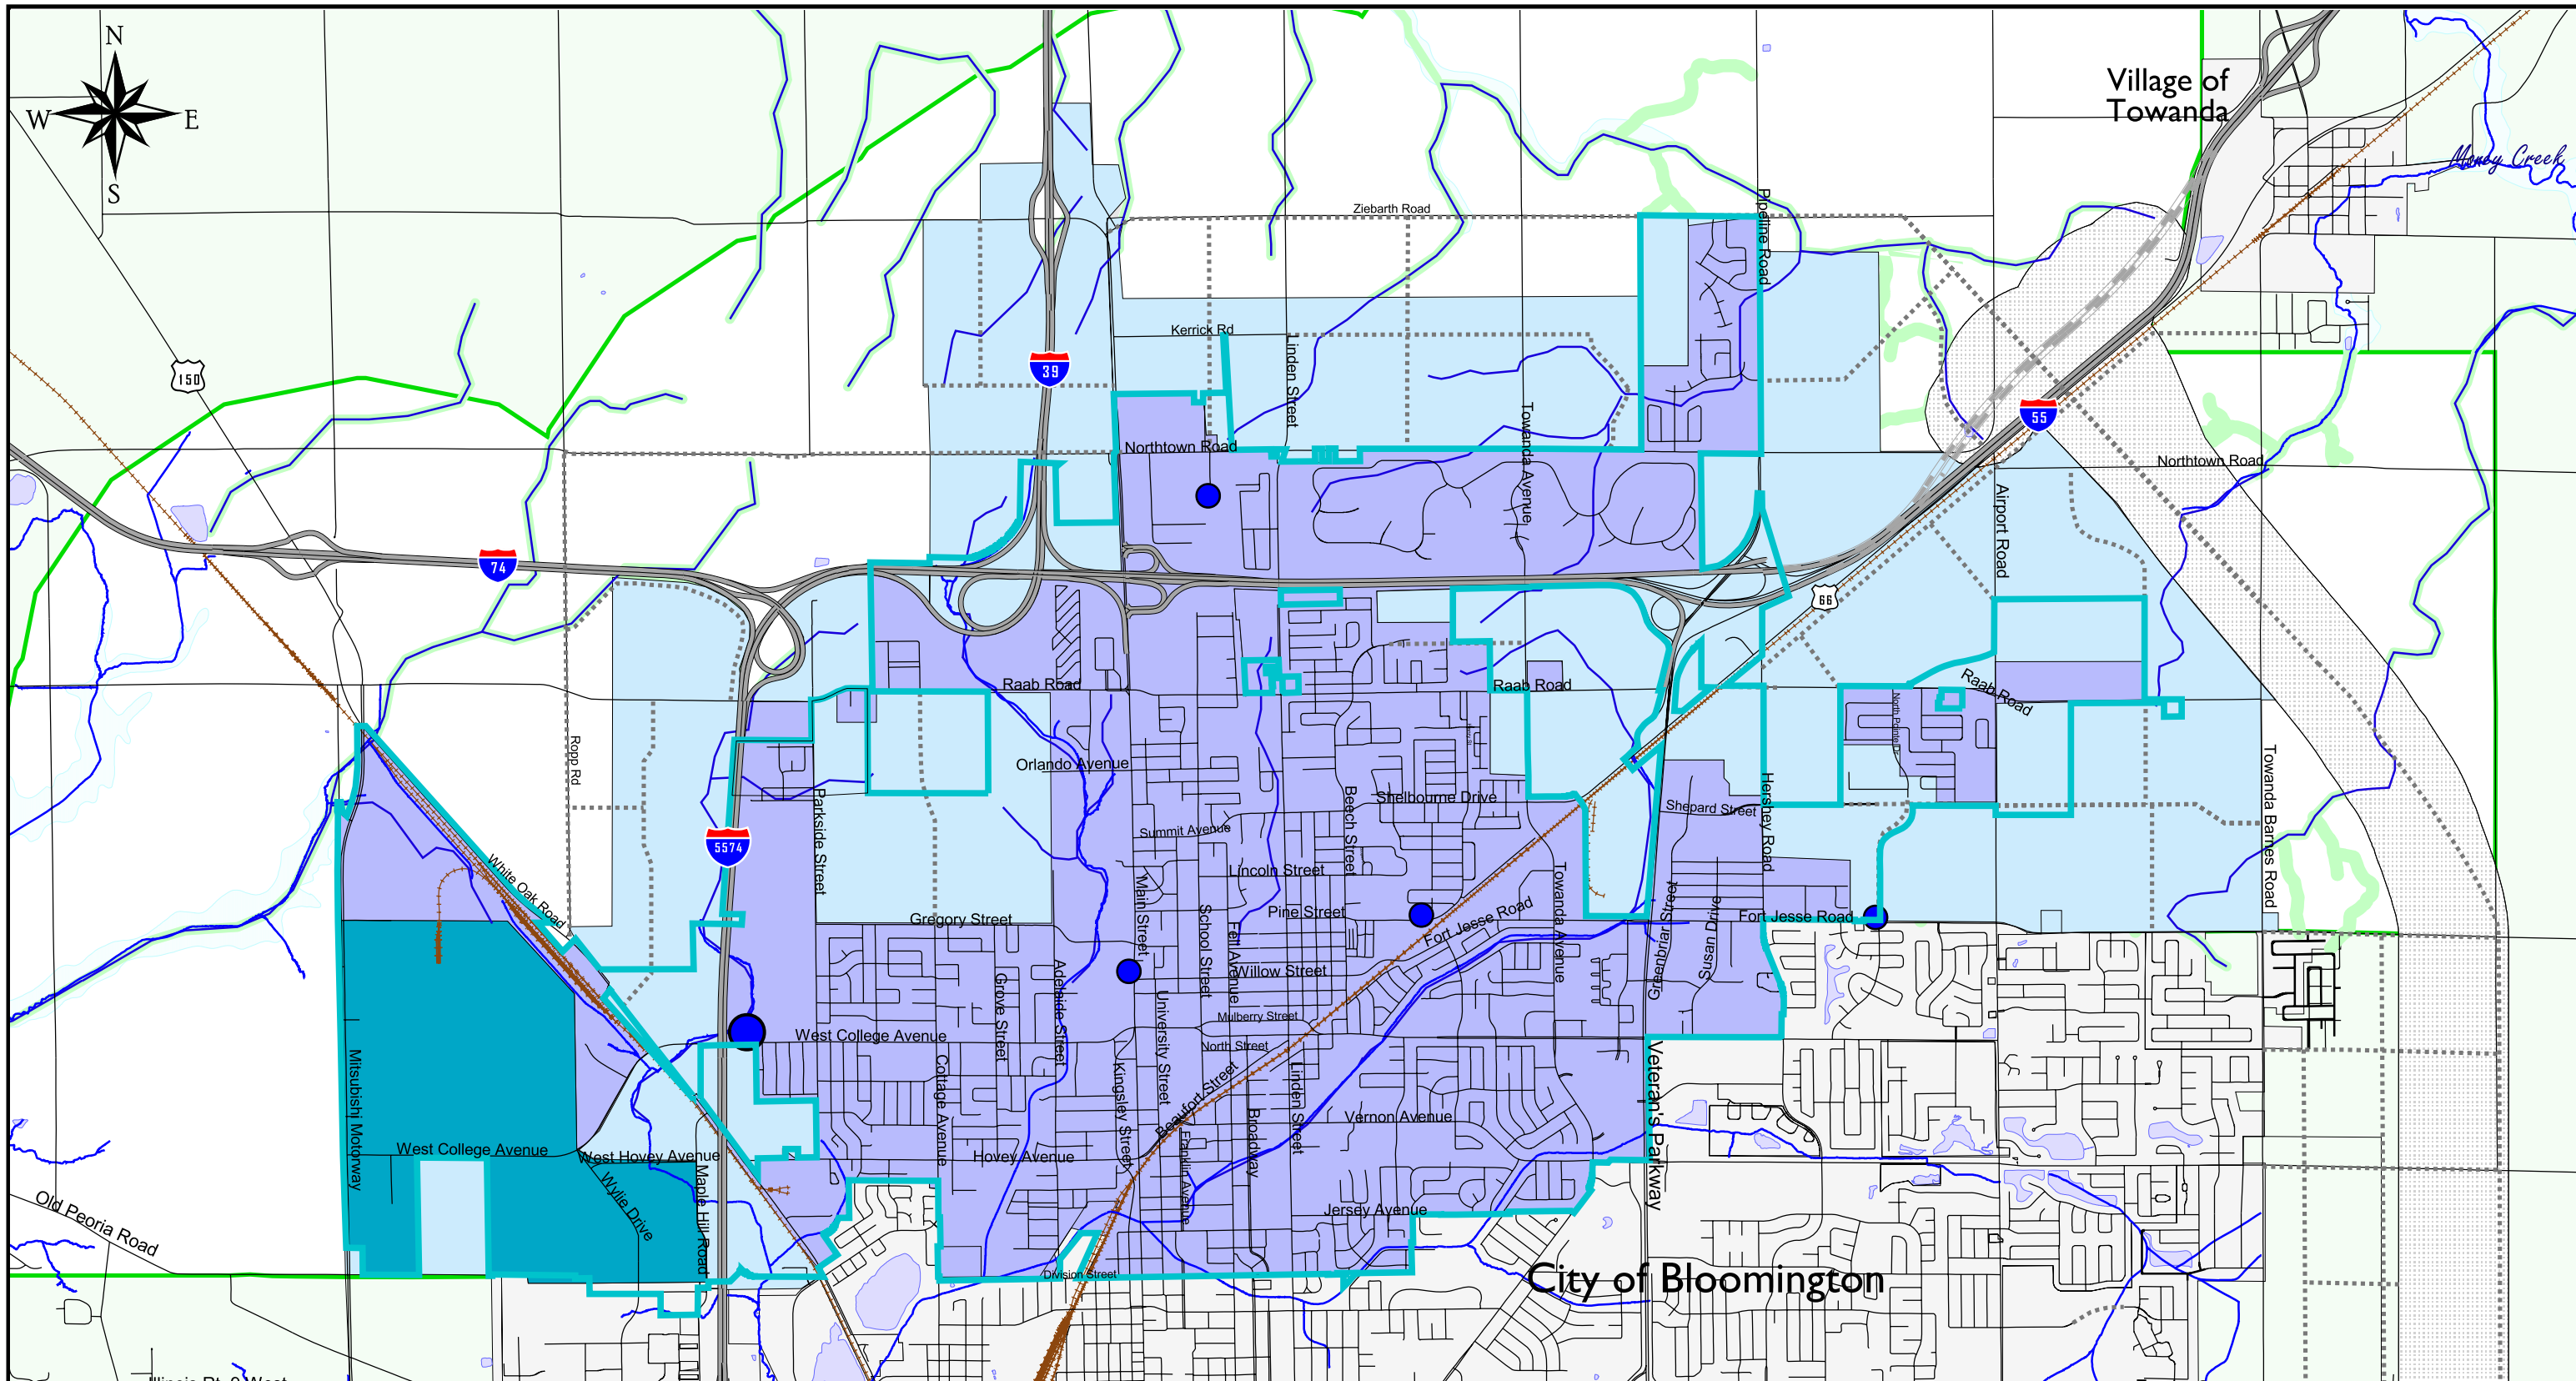 N
W
E
S
Village of
Towanda
Money Creek
Ziebarth Road
Pipeline Road
Kerrick Rd
Linden Street
150
39
55
Towanda Avenue
Northtown Road
Northtown Road
Airport Road
74
66
Raab Road
Raab Road
Raab Road
North Pointe Dr
Ropp Rd
Orlando Avenue
Towanda Barnes Road
Hershey Road
Parkside Street
Beech Street
Shelbourne Drive
Shepard Street
Summit Avenue
5574
White Oak Road
Lincoln Street
Towanda Avenue
Main Street
Greenbriar Street
Susan Drive
School Street
Fell Avenue
Pine Street
Fort Jesse Road
Fort Jesse Road
Gregory Street
Willow Street
Adelaide Street
Grove Street
University Street
Mulberry Street
West College Avenue
North Street
Mitsubishi Motorway
Cottage Avenue
Kingsley Street
Beaufort Street
Linden Street
Veteran's Parkway
Vernon Avenue
Broadway
Franklin Avenue
West College Avenue
West Hovey Avenue
Hovey Avenue
Maple Hill Road
Wylie Drive
Old Peoria Road
Jersey Avenue
Division Street
City of Bloomington